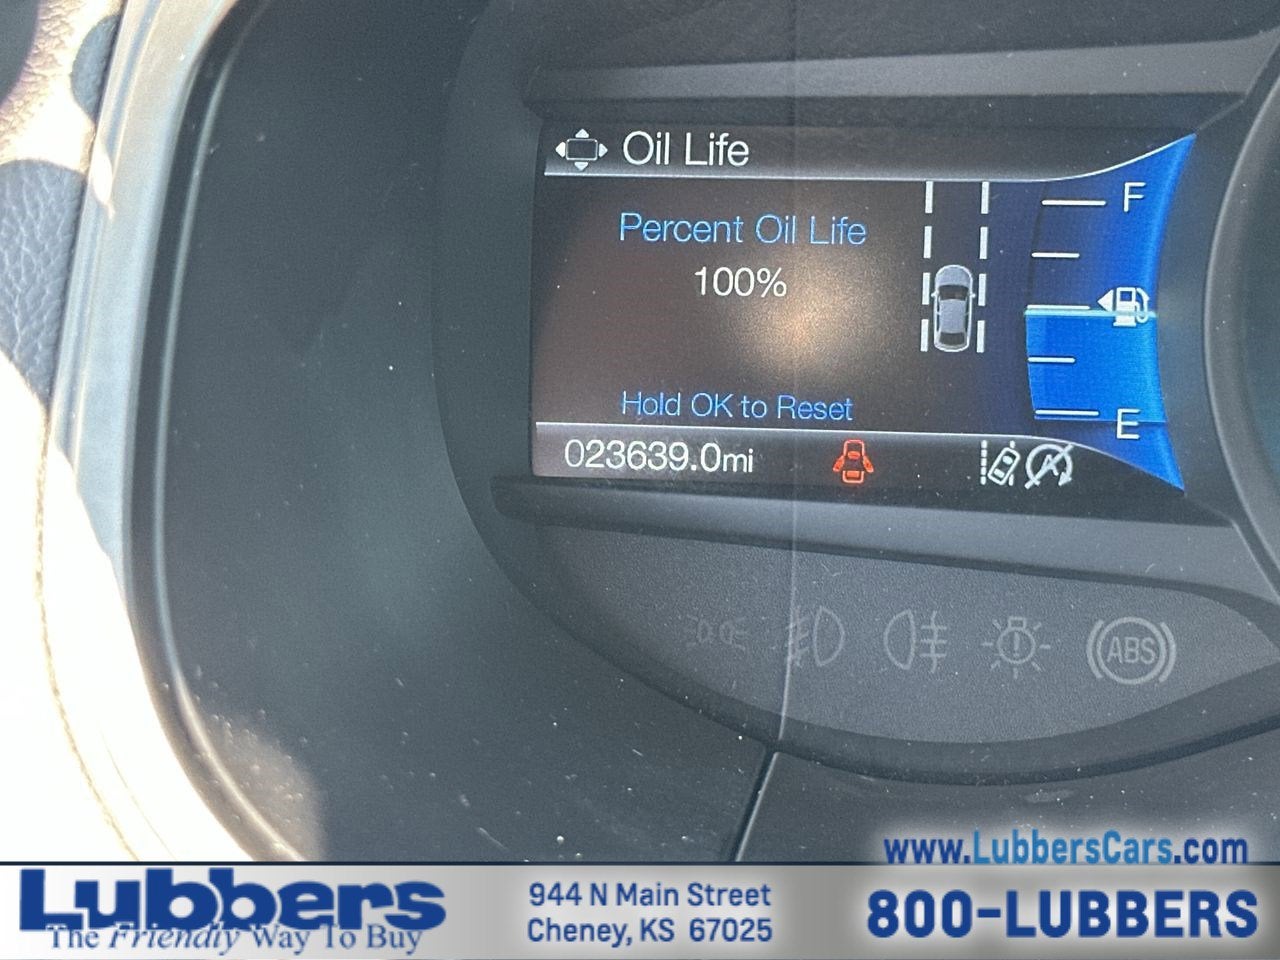 Oil Life
F
Percent Oil Life
100%
Hold OK to Reset
E
023639.0mi
ABS
www.LubbersCars.com
Lubbers
The Friendly Way To Buy
944 N Main Street
Cheney, KS 67025
800-LUBBERS